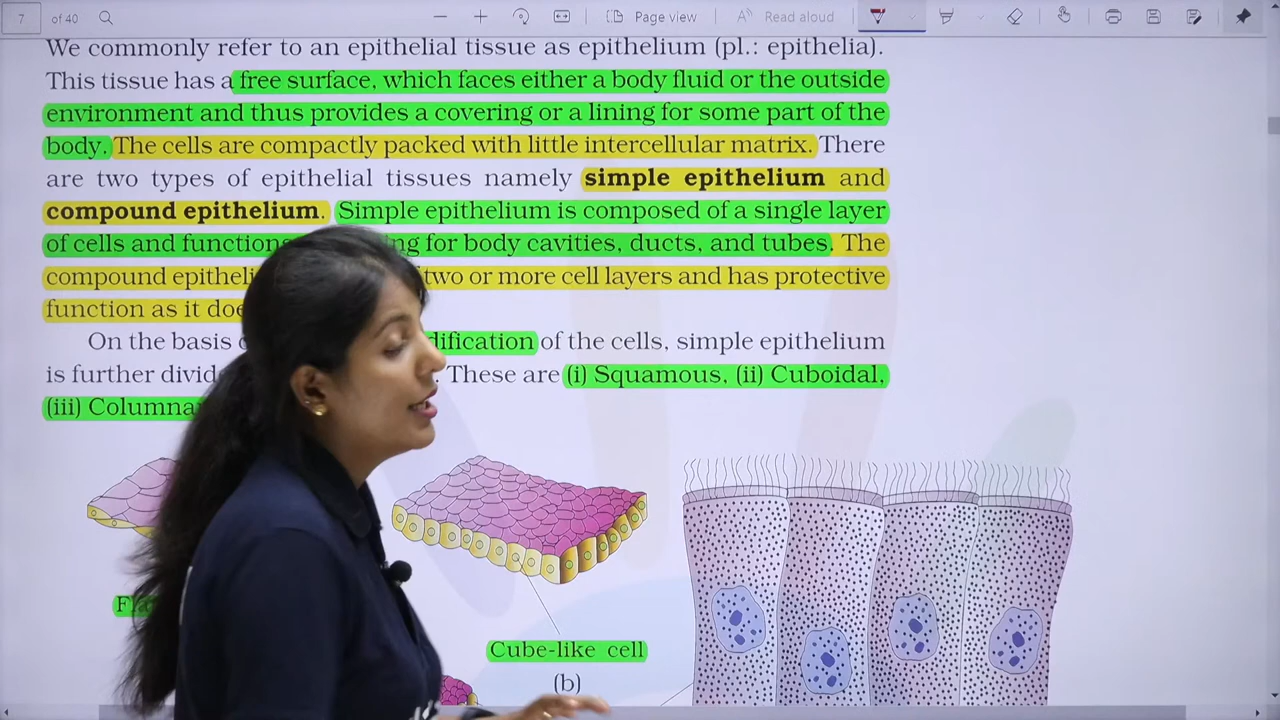 7 of 40 Page view Read aloud
We commonly refer to an epithelial tissue as epithelium (pl.: epithelia).
This tissue has a free surface, which faces either a body fluid or the outside
environment and thus provides a covering or a lining for some part of the
body. The cells are compactly packed with little intercellular matrix. There
are two types of epithelial tissues namely simple epithelium and
compound epithelium. Simple epithelium is composed of a single layer
of cells and functions for body cavities, ducts, and tubes. The
compound two or more cell layers and has protective
function as it
On the basis of the cells, simple epithelium
is further These are (i) Squamous, (ii) Cuboidal,
(iii)
Cube-like cell
(b)